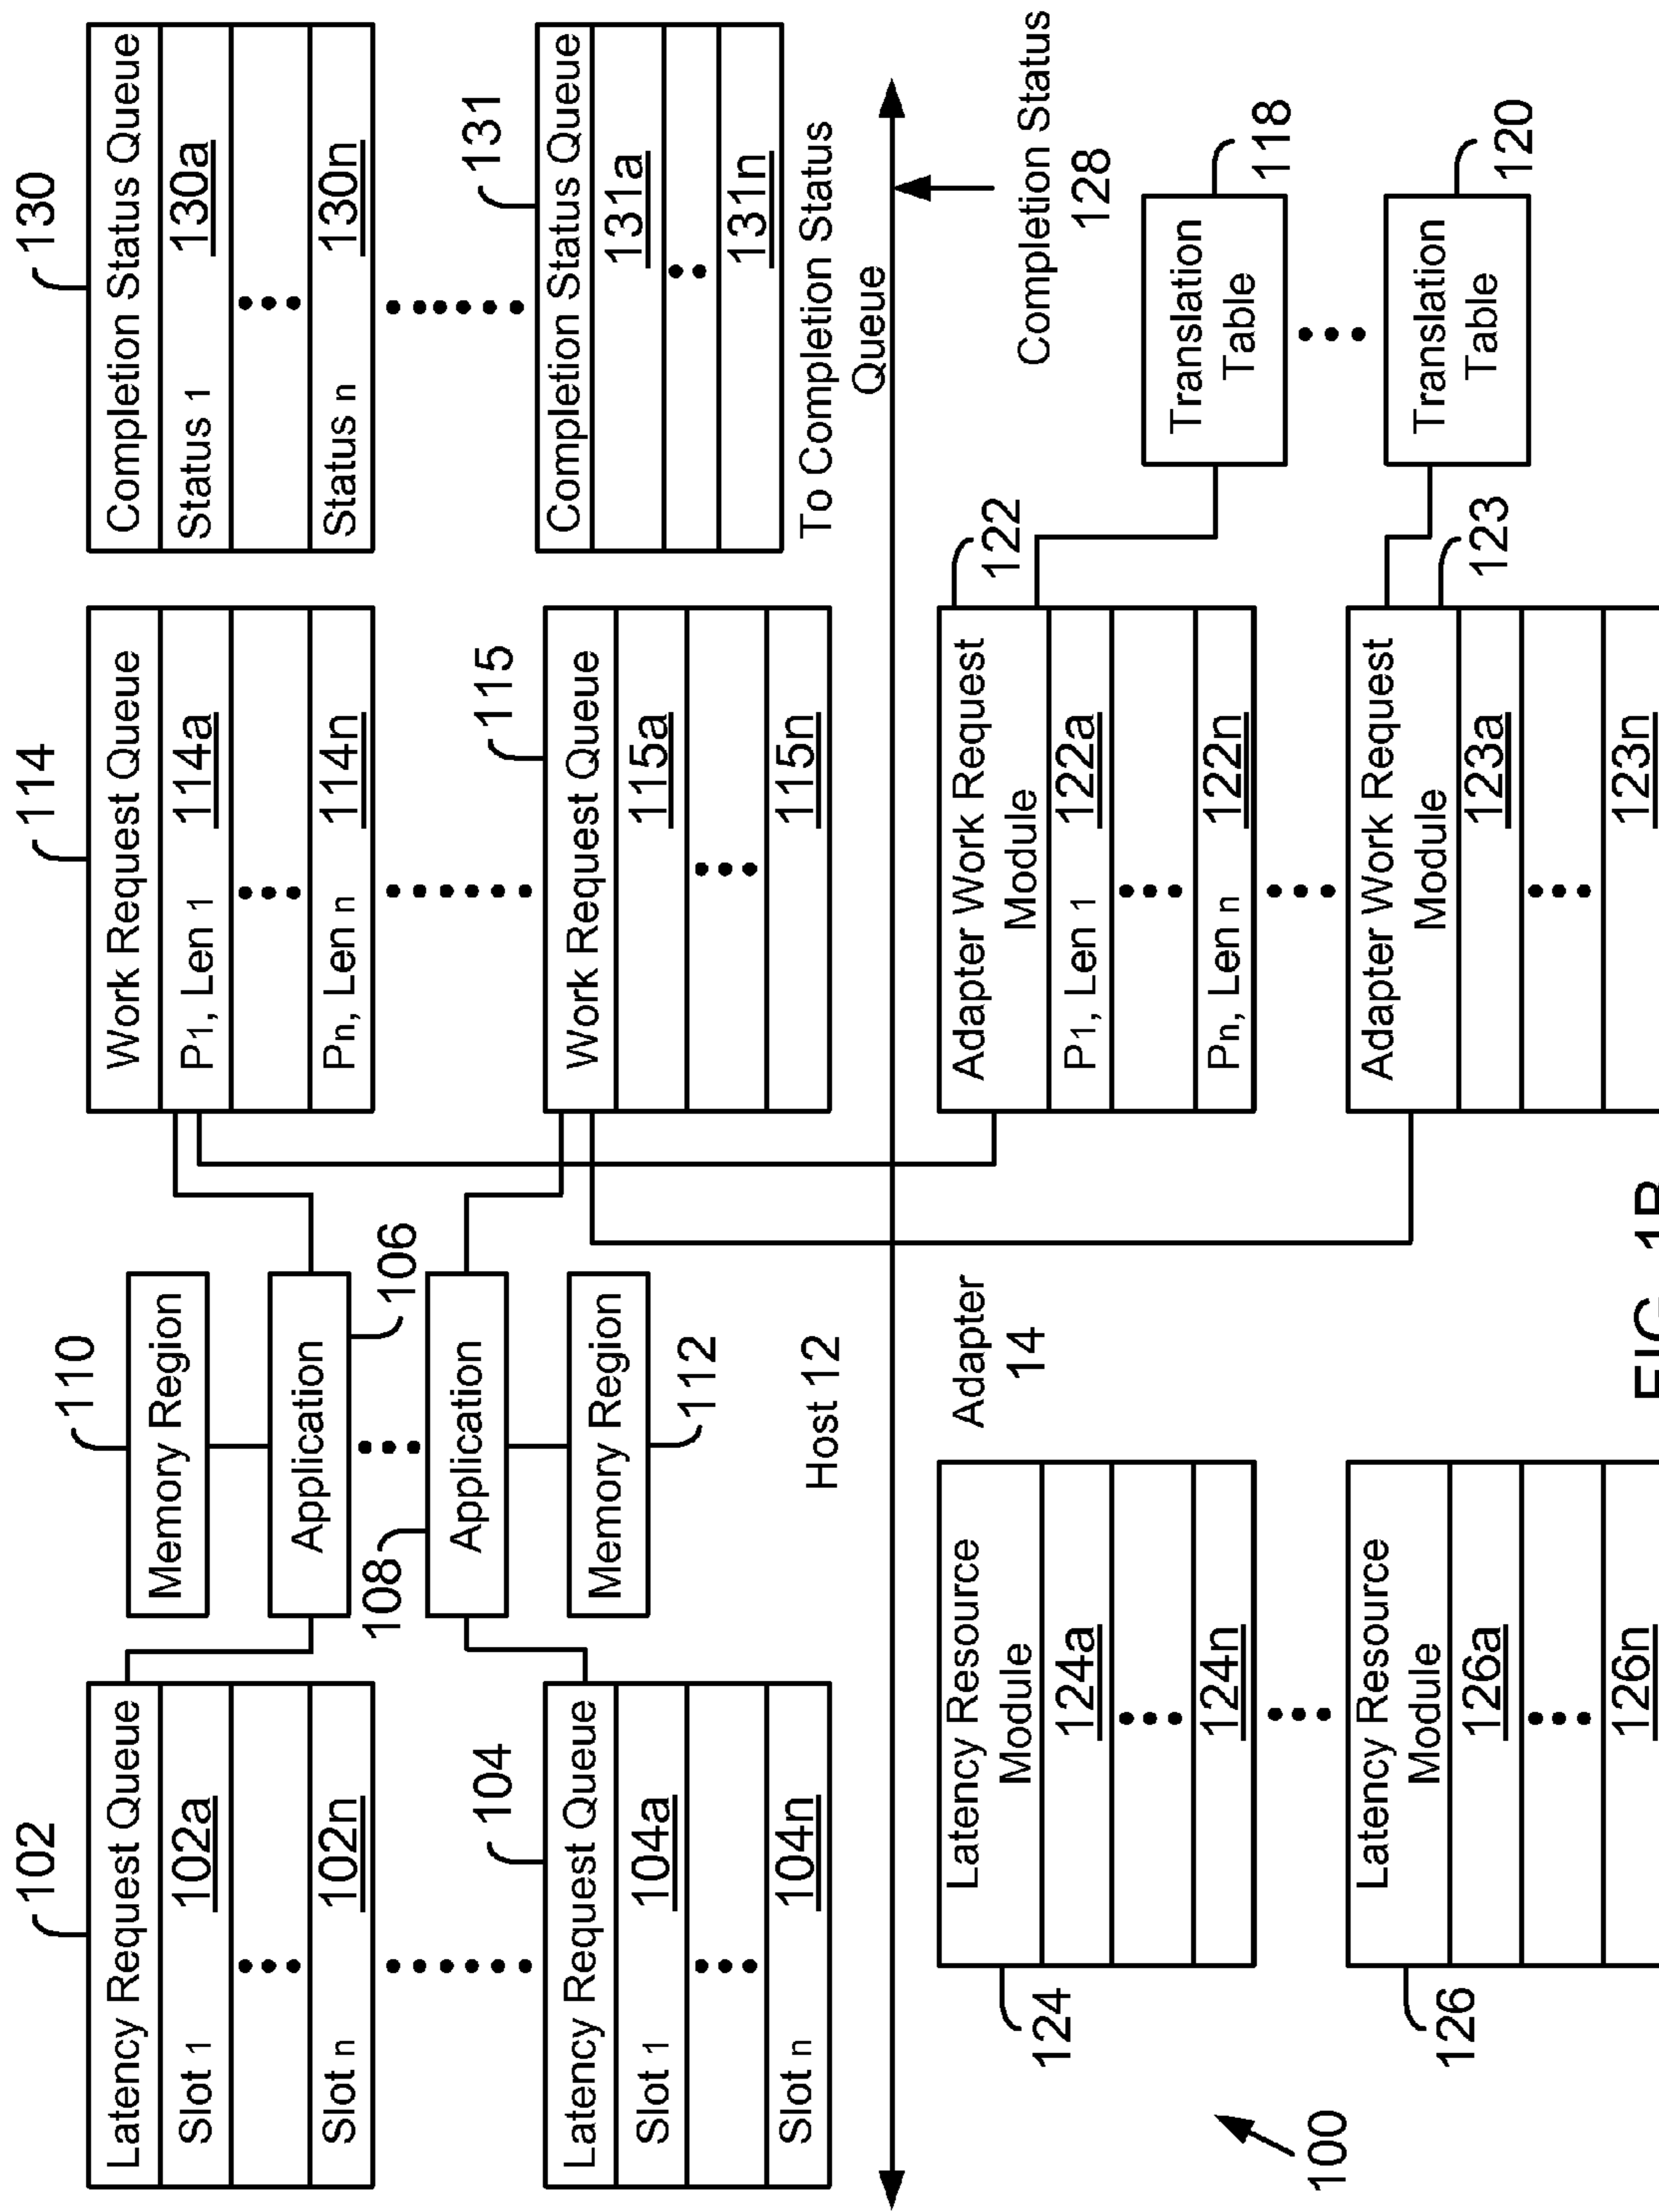 102
Latency Request Queue
Slot 1 102a
Slot n 102n
104
Latency Request Queue
Slot 1 104a
Slot n 104n
110
Memory Region
Application
106
108
Application
Memory Region
112
114
Work Request Queue
P1, Len 1 114a
Pn, Len n 114n
115
Work Request Queue
115a
115n
130
Completion Status Queue
Status 1 130a
Status n 130n
131
Completion Status Queue
131a
131n
To Completion Status
Queue
Host 12
Adapter
14
Completion Status
128
100
124
Latency Resource
Module
124a
124n
126
Latency Resource
Module
126a
126n
122
Adapter Work Request
Module
P1, Len 1 122a
Pn, Len n 122n
123
Adapter Work Request
Module
123a
123n
Translation
Table
118
Translation
Table
120
FIG. 1B